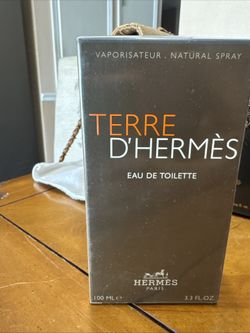 VAPORISATEUR . NATURAL SPRAY
TERRE
D'HERMÈS
EAU DE TOILETTE
HERMÈS
PARIS
100 ML℮
3.3 FL.OZ